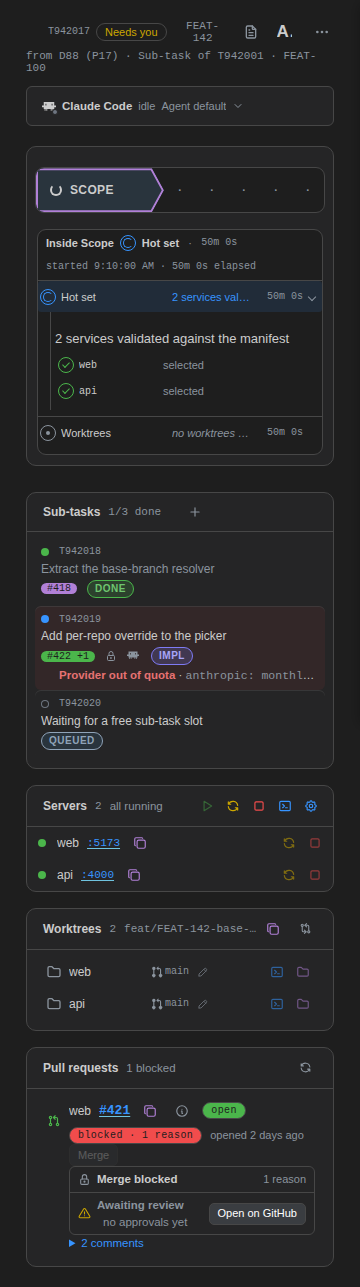 T942017 Needs you FEAT-142 A.
from D88 (P17) · Sub-task of T942001 · FEAT-100
Claude Code idle Agent default
SCOPE
Inside Scope Hot set · 50m 0s
started 9:10:00 AM · 50m 0s elapsed
Hot set 2 services val… 50m 0s
2 services validated against the manifest
web selected
api selected
Worktrees no worktrees … 50m 0s
Sub-tasks 1/3 done
T942018
Extract the base-branch resolver
#418 DONE
T942019
Add per-repo override to the picker
#422 +1 IMPL
Provider out of quota · anthropic: monthl…
T942020
Waiting for a free sub-task slot
QUEUED
Servers 2 all running
web :5173
api :4000
Worktrees 2 feat/FEAT-142-base-…
web main
api main
Pull requests 1 blocked
web #421 open
blocked · 1 reason opened 2 days ago
Merge
Merge blocked 1 reason
Awaiting review
no approvals yet
Open on GitHub
2 comments